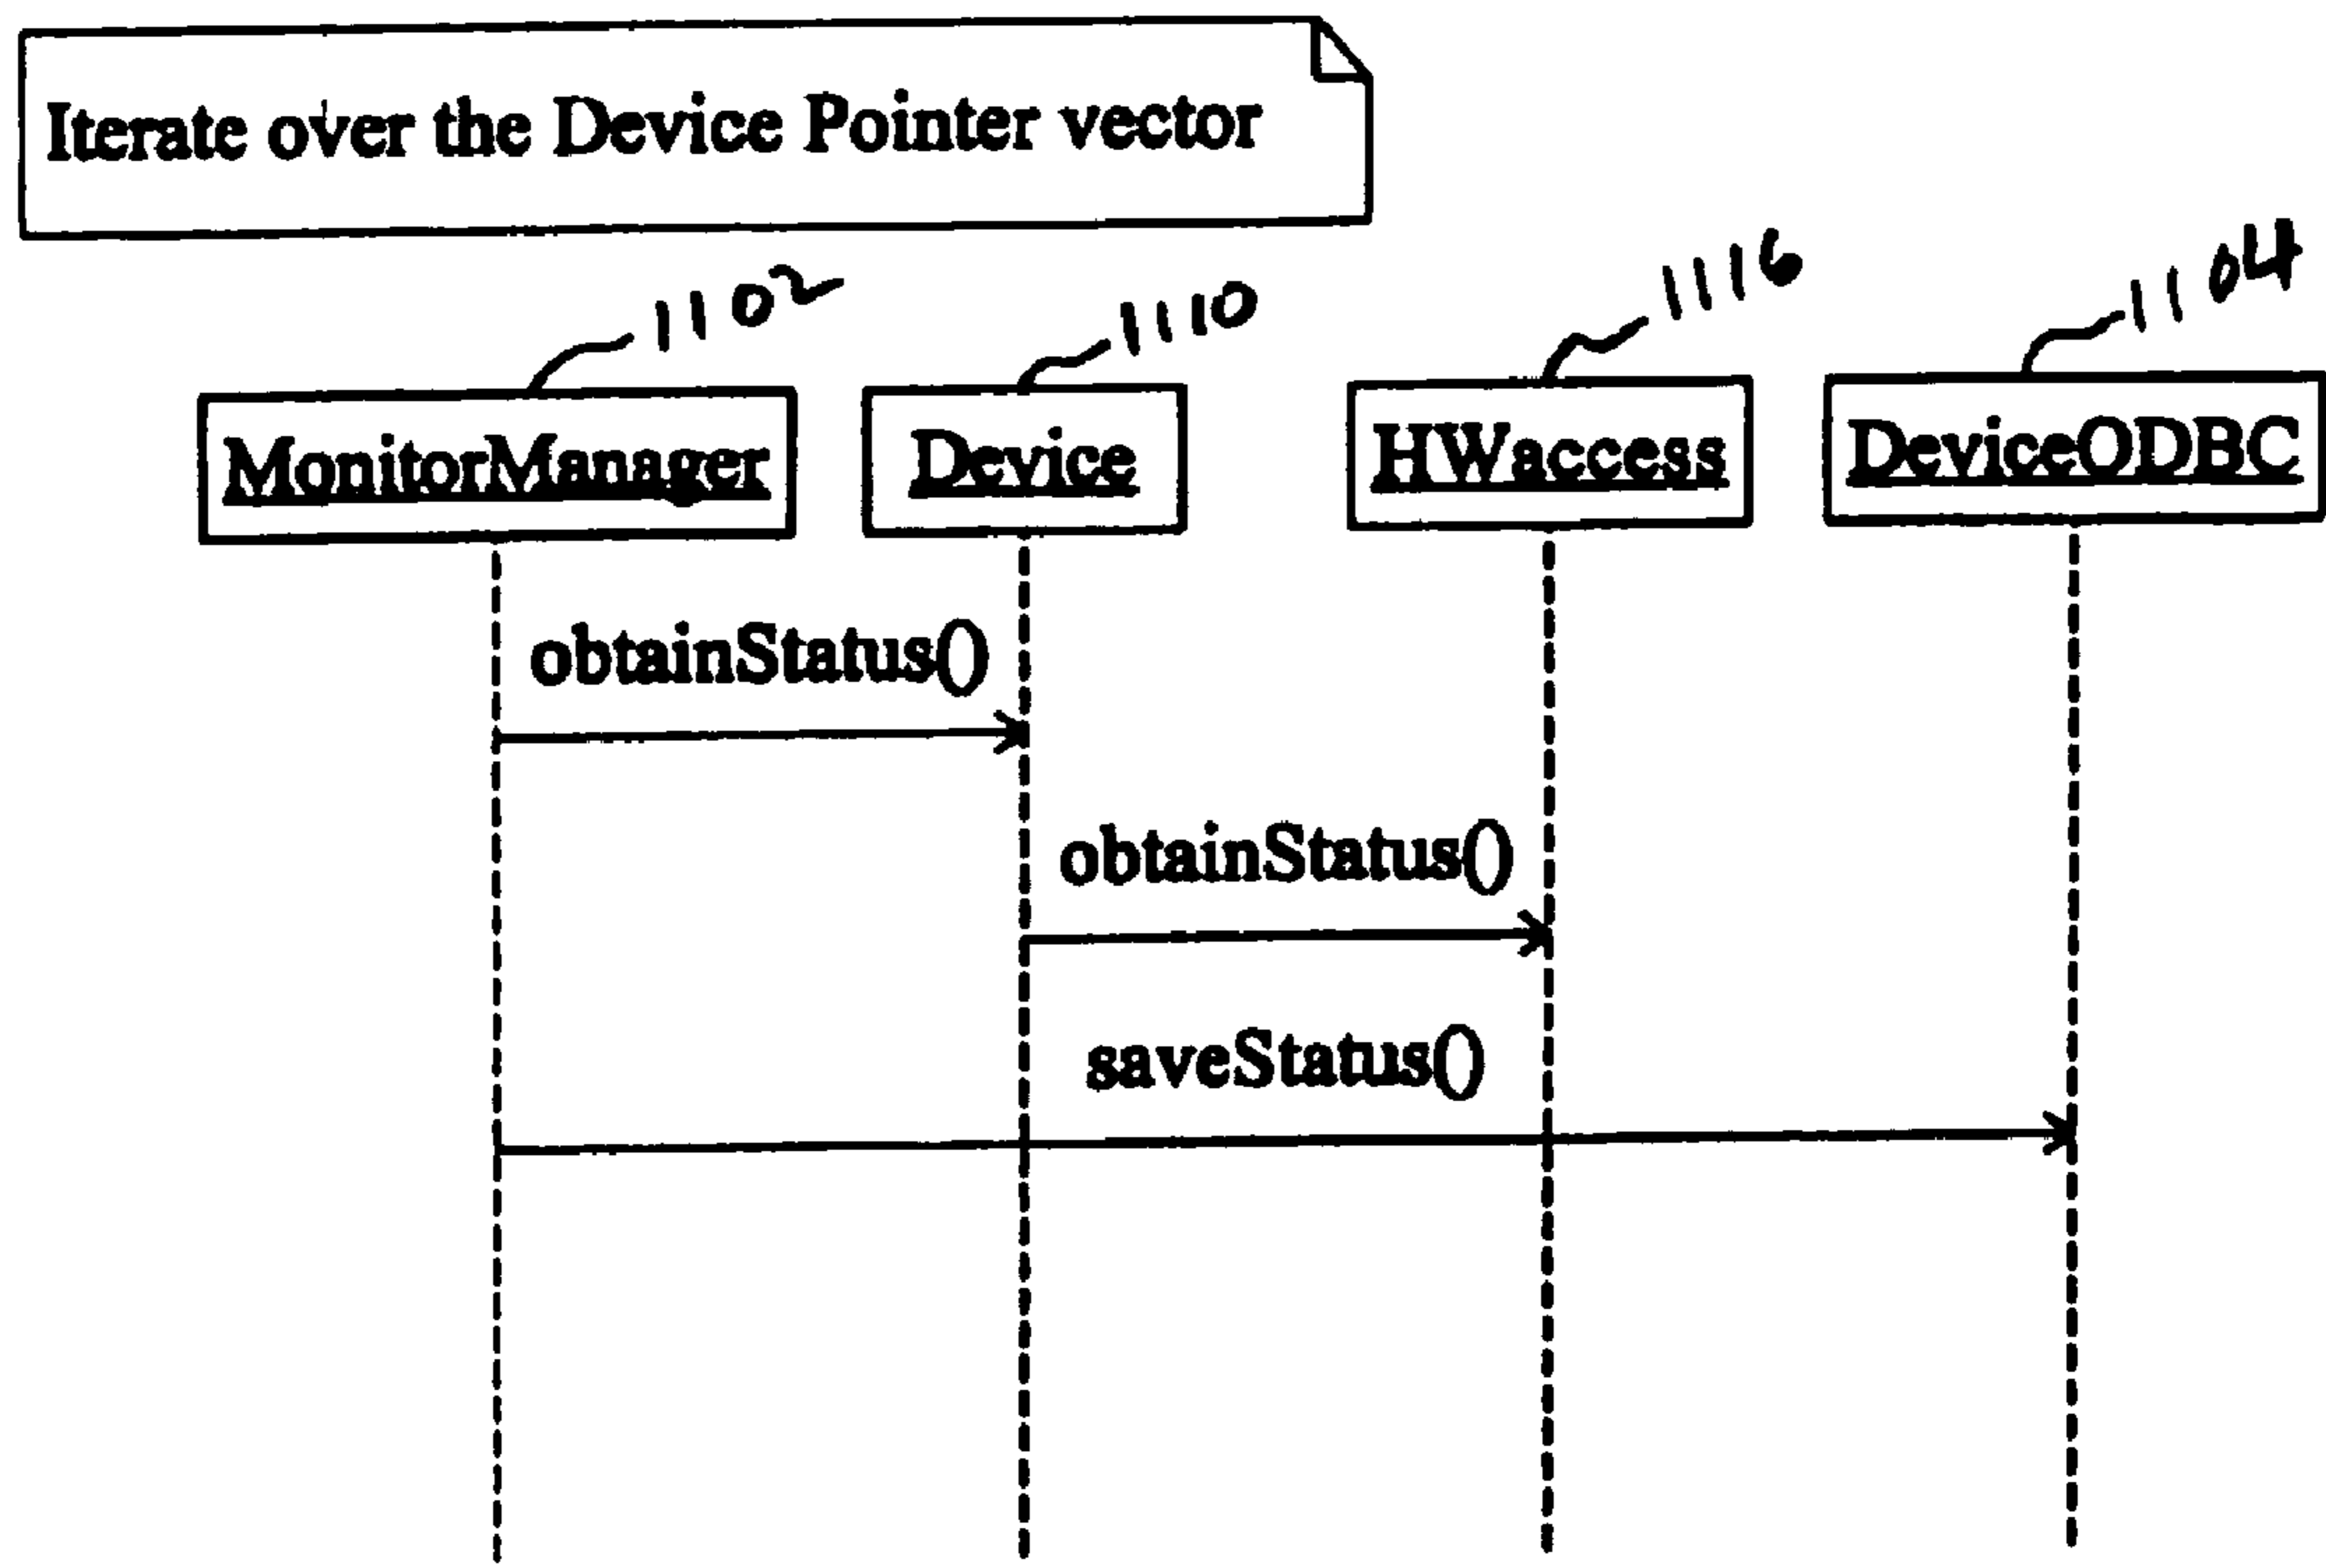 Iterate over the Device Pointer vector
1102
1110
1116
1104
MonitorManager
Device
HWaccess
DeviceODBC
obtainStatus()
obtainStatus()
saveStatus()